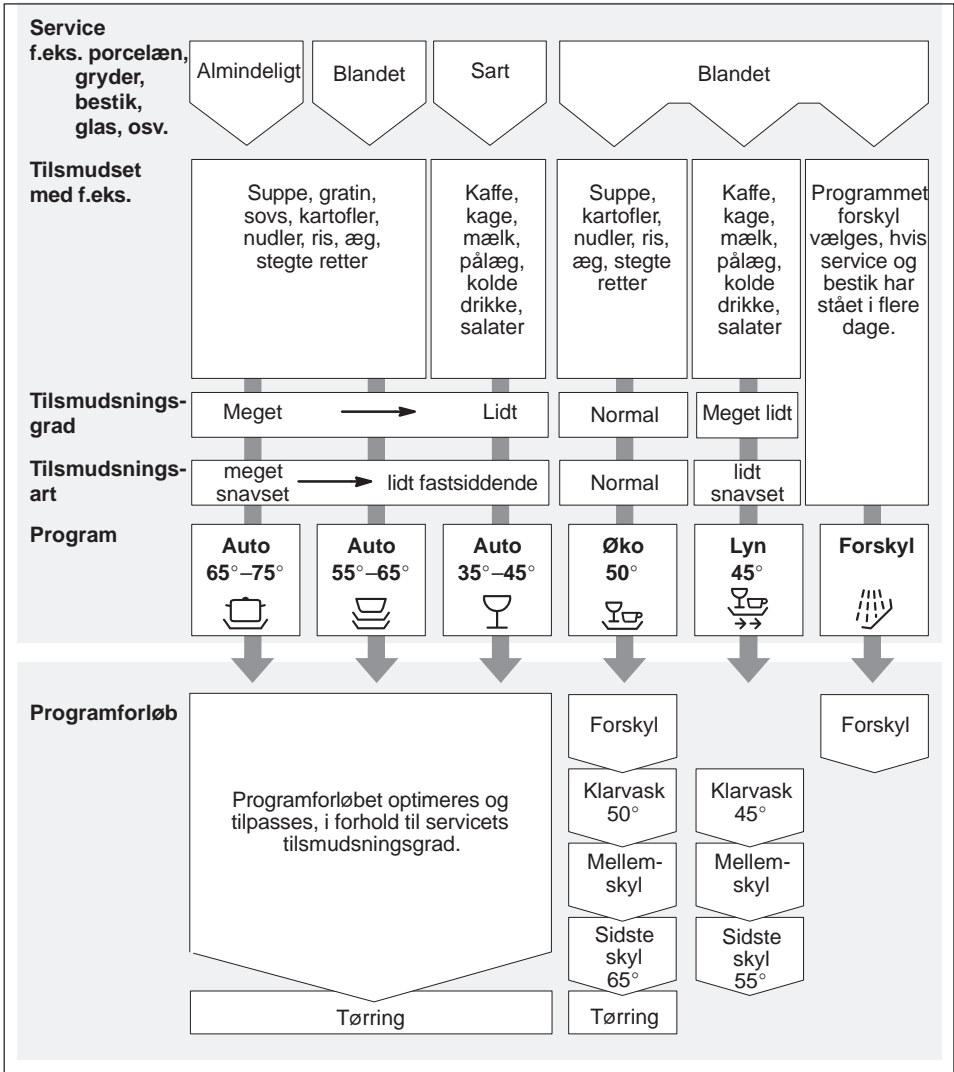 Service
f.eks. porcelæn,
gryder,
bestik,
glas, osv.
Almindeligt
Blandet
Sart
Blandet
Tilsmudset
med f.eks.
Suppe, gratin,
sovs, kartofler,
nudler, ris, æg,
stegte retter
Kaffe,
kage,
mælk,
pålæg,
kolde
drikke,
salater
Suppe,
kartofler,
nudler, ris,
æg, stegte
retter
Kaffe,
kage,
mælk,
pålæg,
kolde
drikke,
salater
Programmet
forskyl
vælges, hvis
service og
bestik har
stået i flere
dage.
Tilsmudsnings-
grad
Meget
Lidt
Normal
Meget lidt
Tilsmudsnings-
art
meget
snavset
lidt fastsiddende
Normal
lidt
snavset
Program
Auto
65°–75°
Auto
55°–65°
Auto
35°–45°
Øko
50°
Lyn
45°
Forskyl
Programforløb
Programforløbet optimeres og
tilpasses, i forhold til servicets
tilsmudsningsgrad.
Tørring
Forskyl
Klarvask
50°
Mellem-
skyl
Sidste
skyl
65°
Tørring
Klarvask
45°
Mellem-
skyl
Sidste
skyl
55°
Forskyl